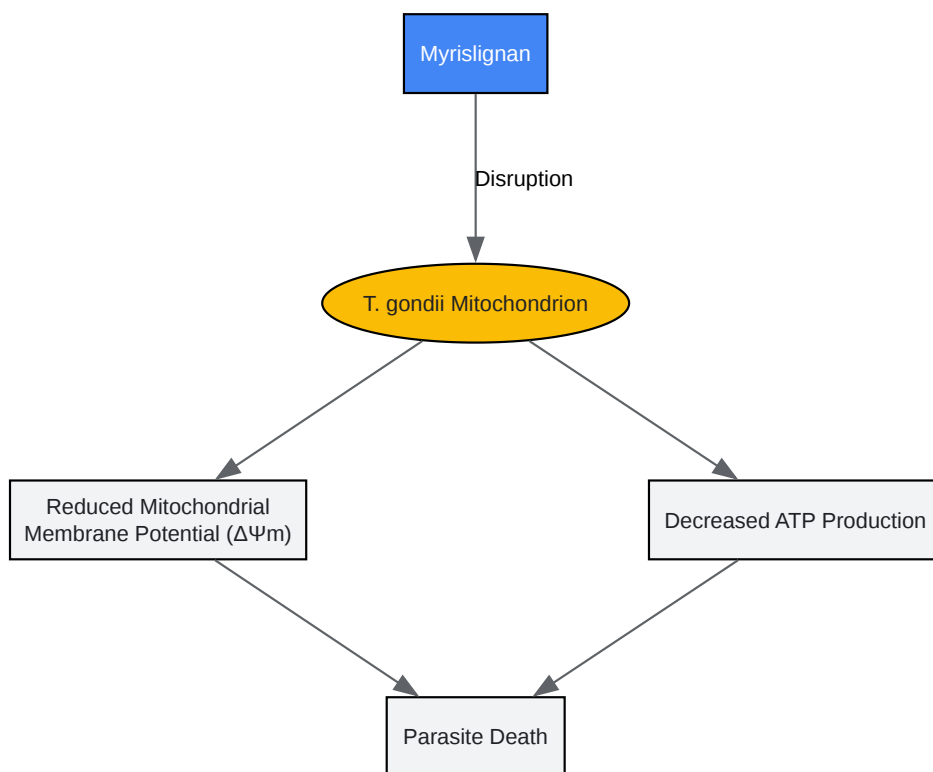 Myrislignan
Disruption
T. gondii Mitochondrion
Reduced Mitochondrial
Membrane Potential (ΔΨm)
Decreased ATP Production
Parasite Death